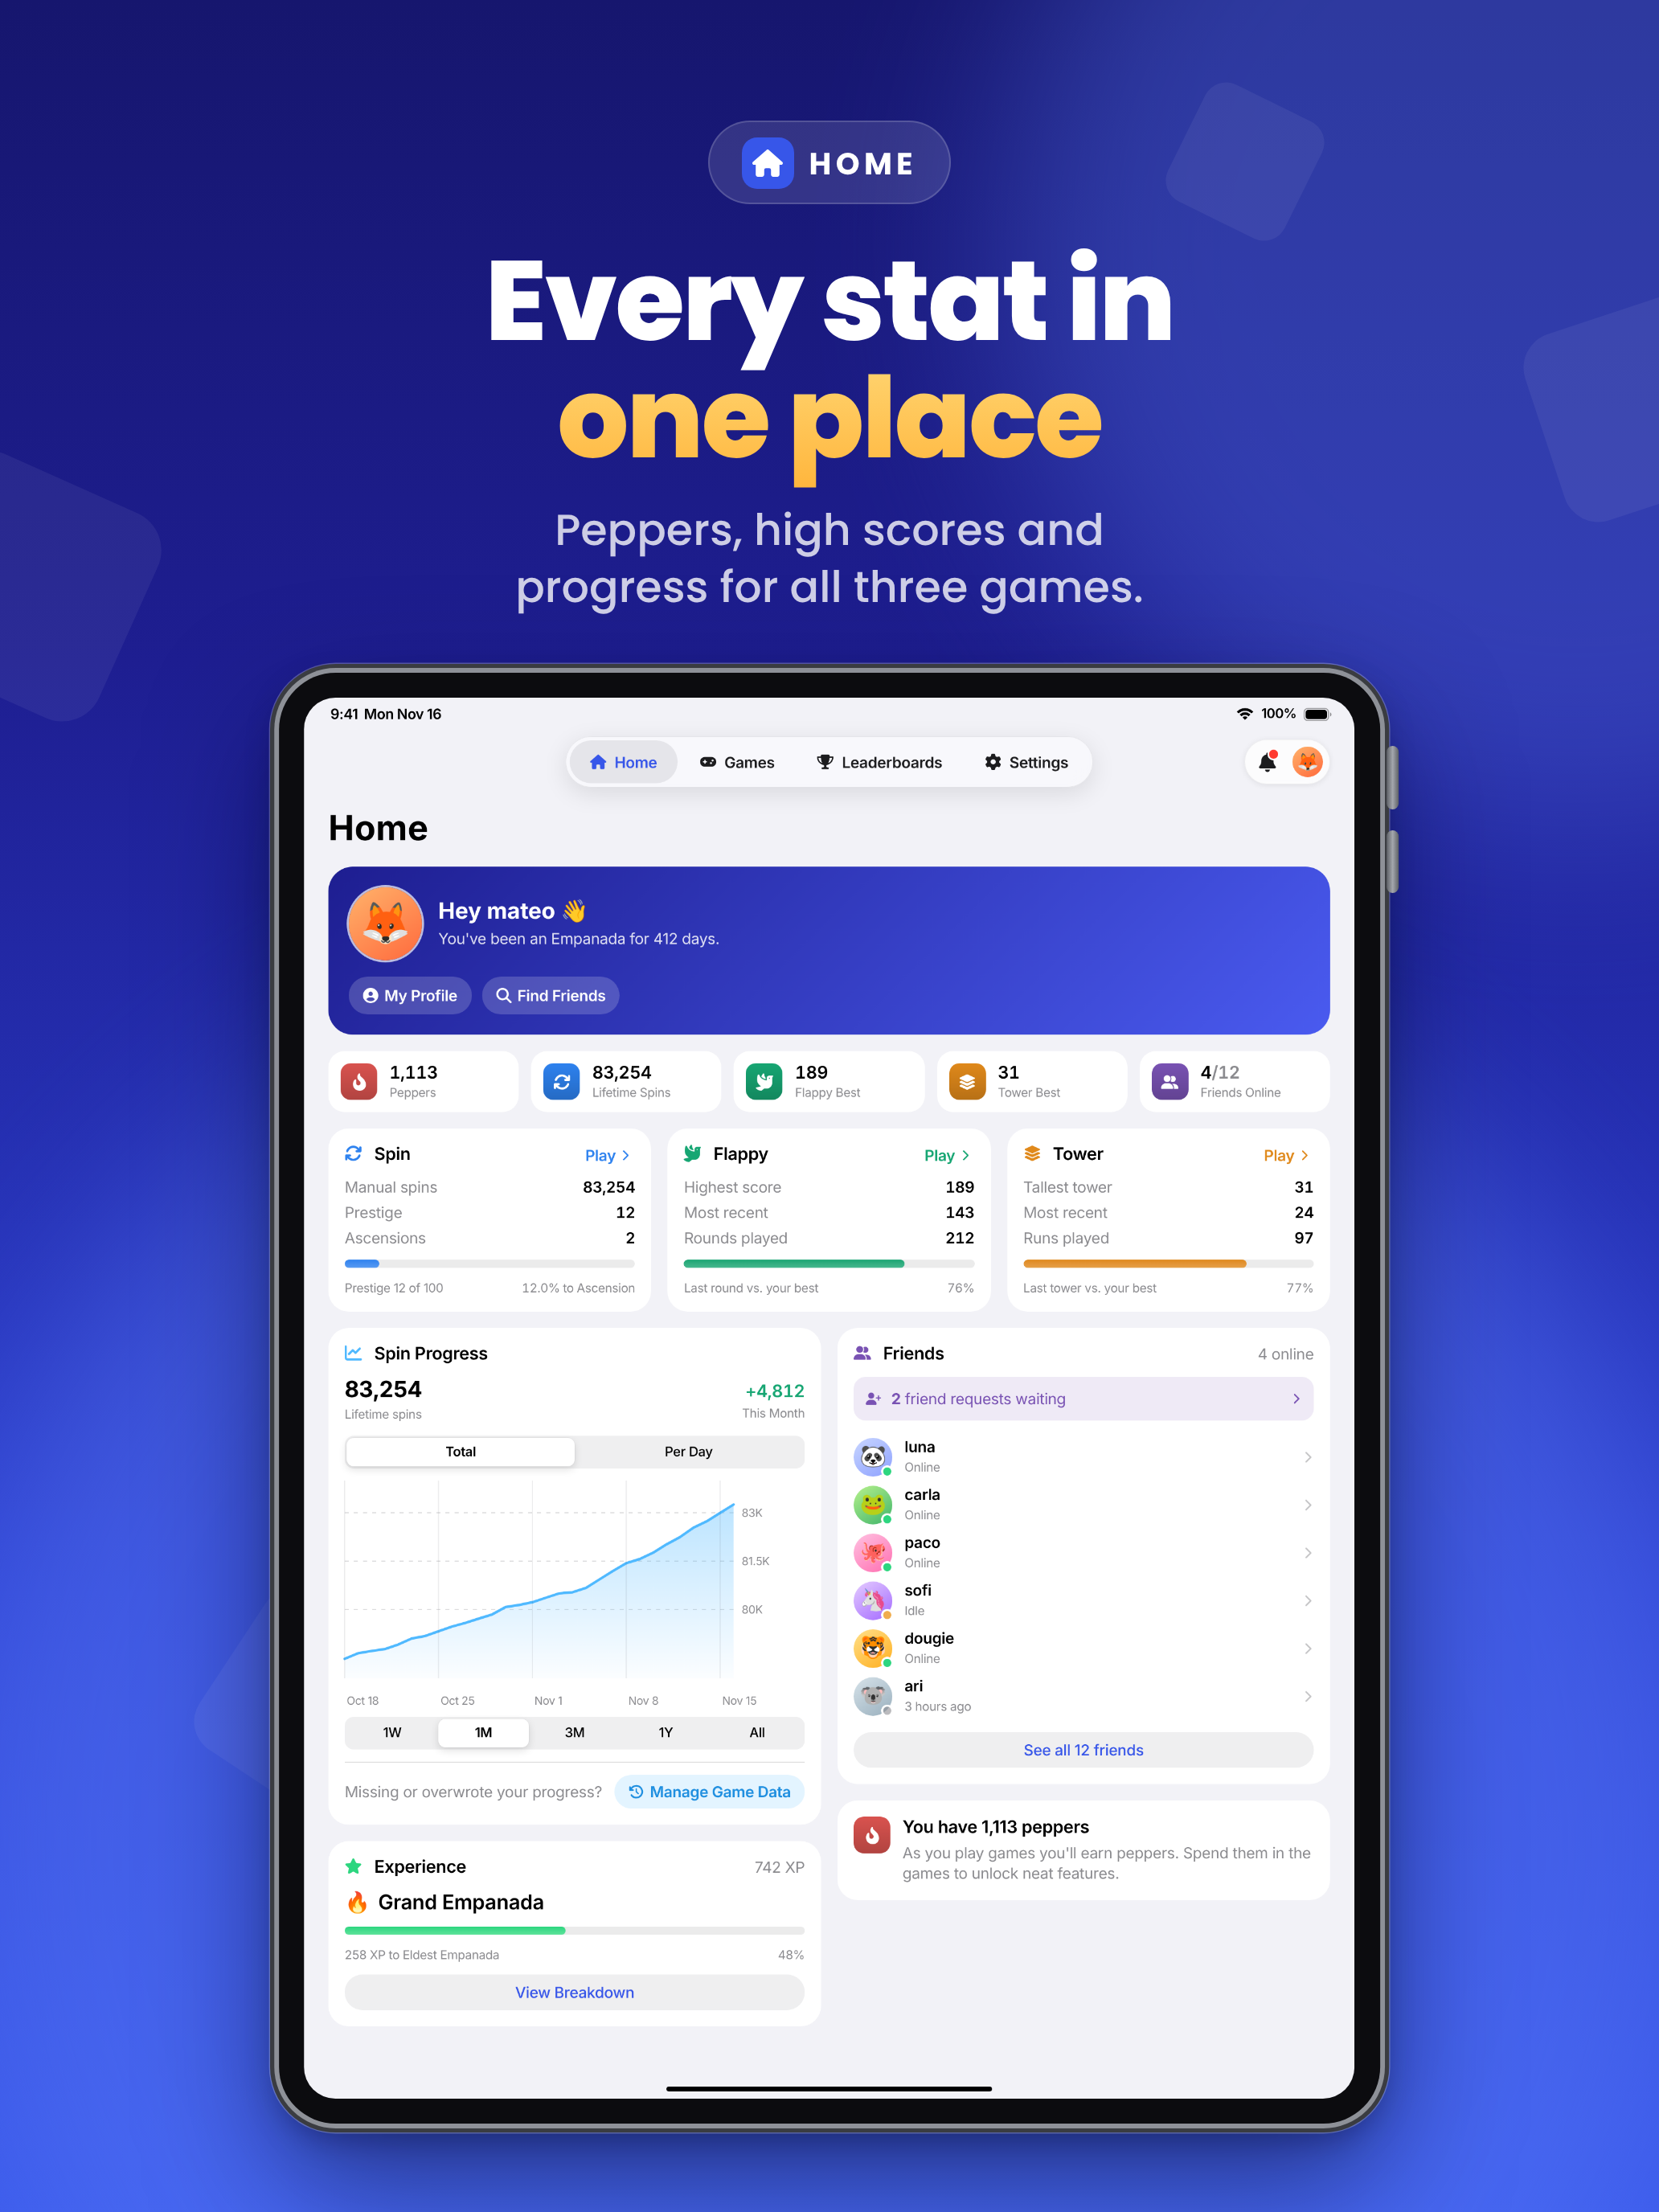 HOME
Every stat in
one place
Peppers, high scores and
progress for all three games.
9:41 Mon Nov 16
100%
Home
Games
Leaderboards
Settings
Home
Hey mateo 👋
You've been an Empanada for 412 days.
My Profile
Find Friends
1,113
Peppers
83,254
Lifetime Spins
189
Flappy Best
31
Tower Best
4/12
Friends Online
Spin
Play
Manual spins 83,254
Prestige 12
Ascensions 2
Prestige 12 of 100 12.0% to Ascension
Flappy
Play
Highest score 189
Most recent 143
Rounds played 212
Last round vs. your best 76%
Tower
Play
Tallest tower 31
Most recent 24
Runs played 97
Last tower vs. your best 77%
Spin Progress
83,254 +4,812
Lifetime spins This Month
Total Per Day
83K
81.5K
80K
Oct 18 Oct 25 Nov 1 Nov 8 Nov 15
1W 1M 3M 1Y All
Missing or overwrote your progress? Manage Game Data
Experience 742 XP
🔥 Grand Empanada
258 XP to Eldest Empanada 48%
View Breakdown
Friends 4 online
2 friend requests waiting
luna
Online
carla
Online
paco
Online
sofi
Idle
dougie
Online
ari
3 hours ago
See all 12 friends
You have 1,113 peppers
As you play games you'll earn peppers. Spend them in the
games to unlock neat features.